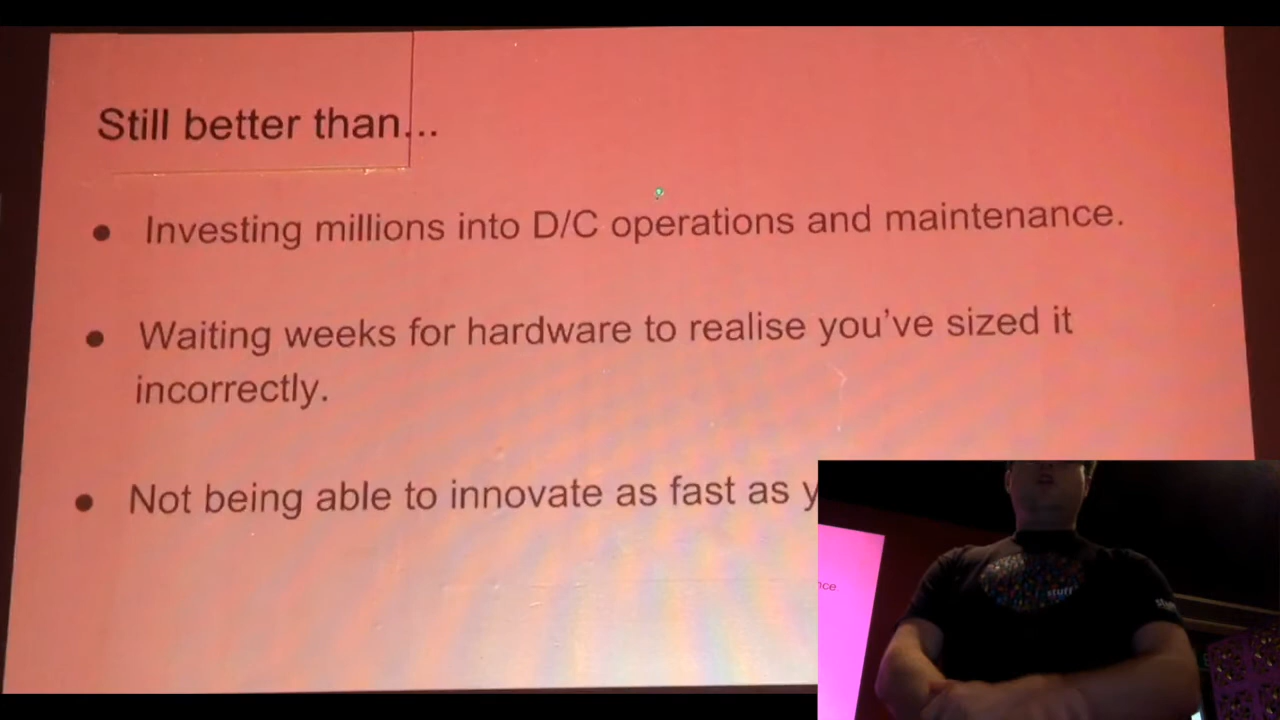 Still better than...
● Investing millions into D/C operations and maintenance.
● Waiting weeks for hardware to realise you've sized it
incorrectly.
● Not being able to innovate as fast as
stuff